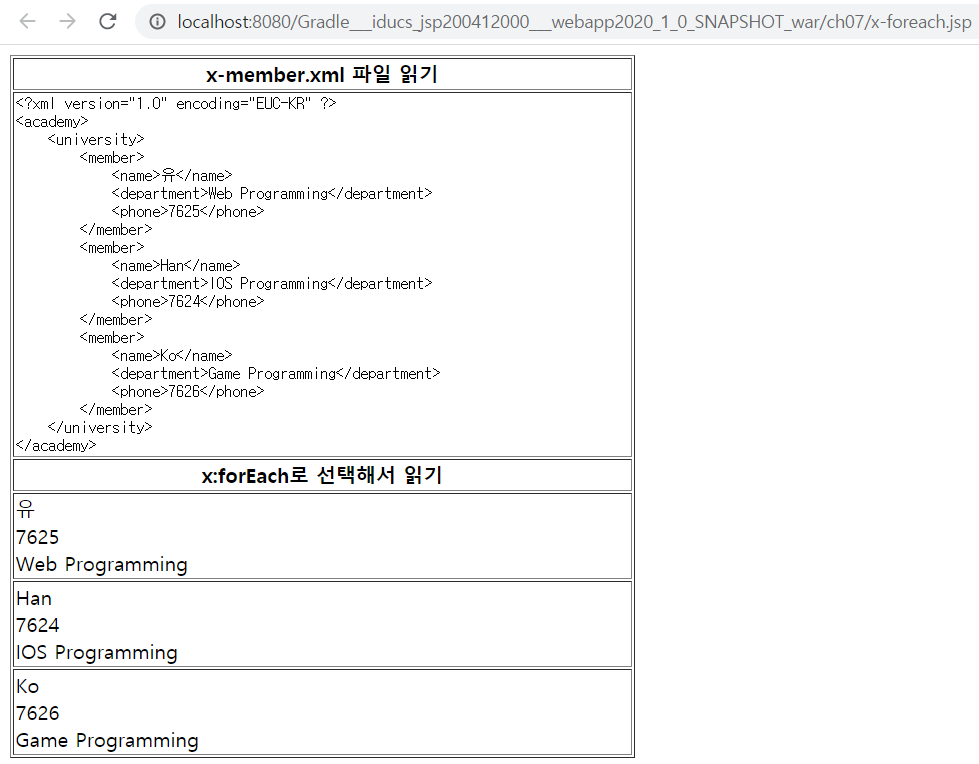 localhost:8080/Gradle___iducs_jsp200412000___webapp2020_1_0_SNAPSHOT_war/ch07/x-foreach.jsp
x-member.xml 파일 읽기
<?xml version="1.0" encoding="EUC-KR" ?>
<academy>
    <university>
        <member>
            <name>유</name>
            <department>Web Programming</department>
            <phone>7625</phone>
        </member>
        <member>
            <name>Han</name>
            <department>IOS Programming</department>
            <phone>7624</phone>
        </member>
        <member>
            <name>Ko</name>
            <department>Game Programming</department>
            <phone>7626</phone>
        </member>
    </university>
</academy>
x:forEach로 선택해서 읽기
유
7625
Web Programming
Han
7624
IOS Programming
Ko
7626
Game Programming